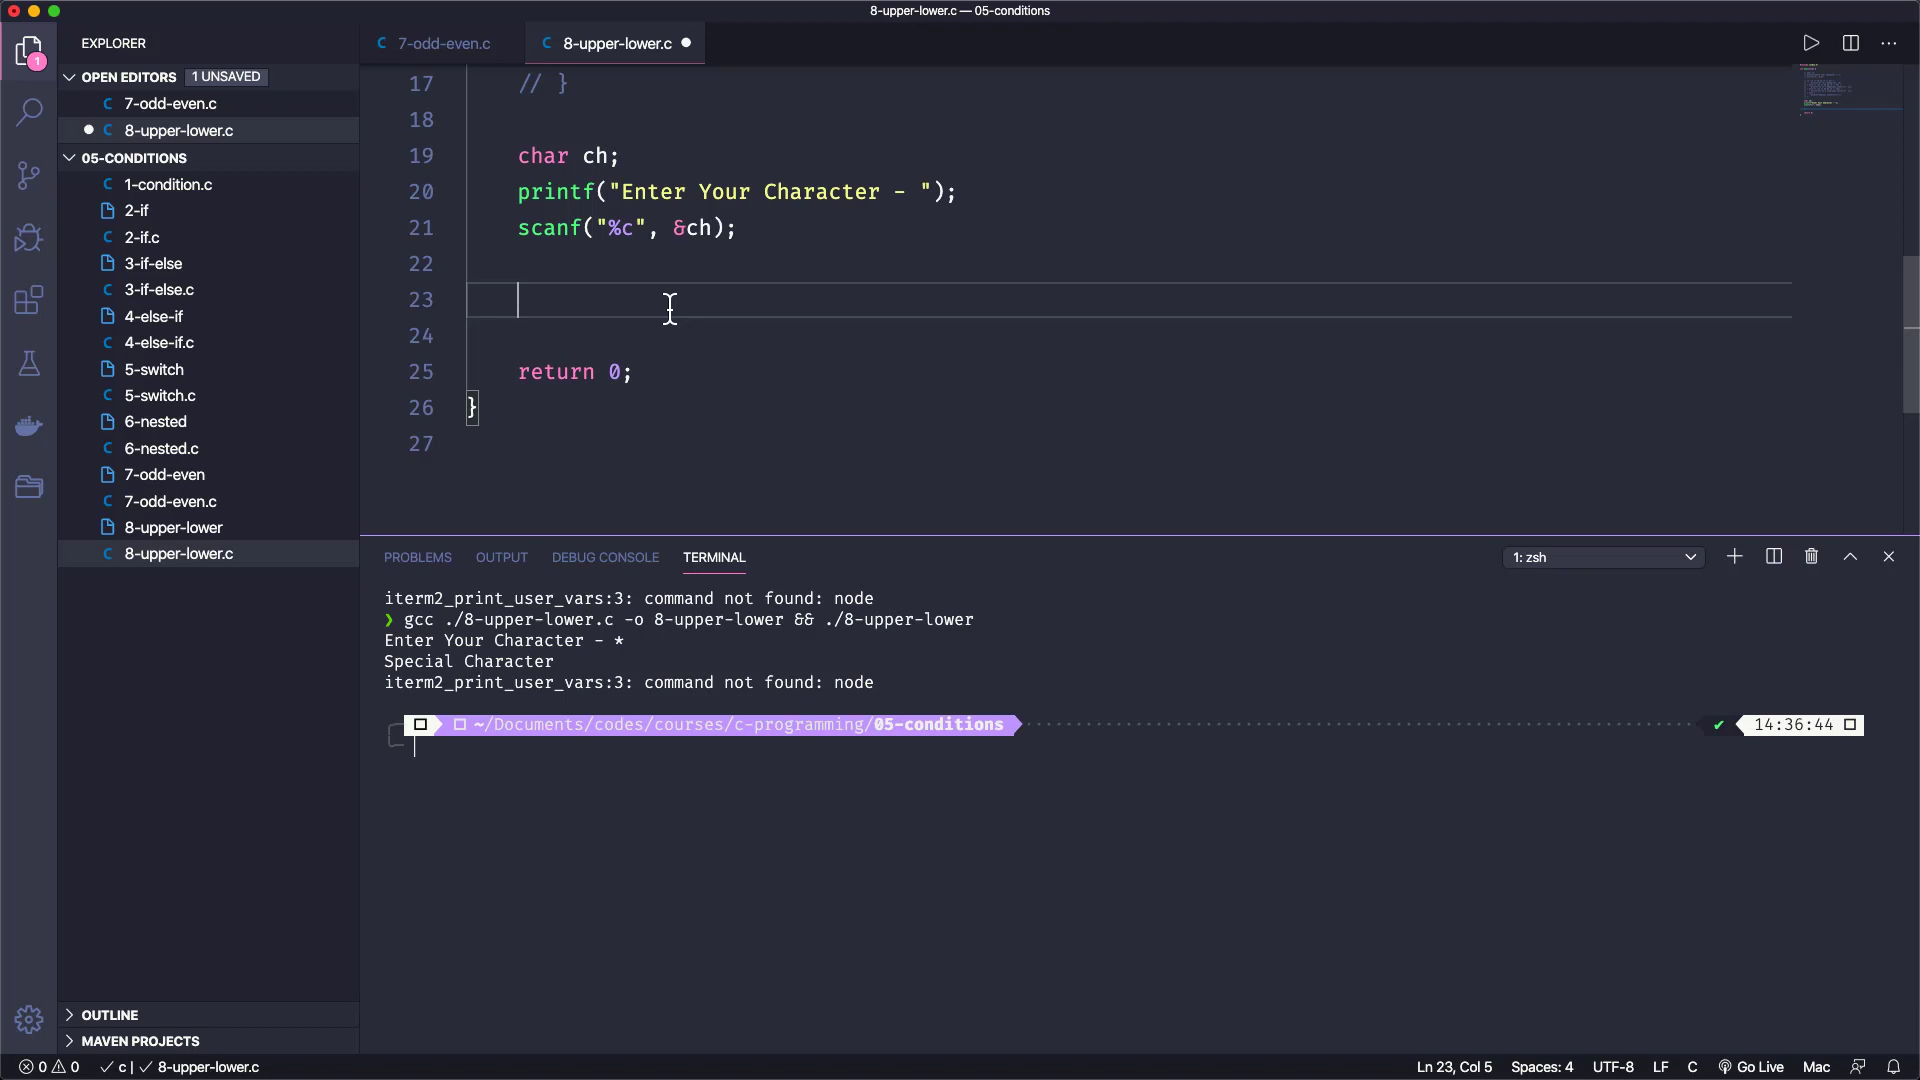 8-upper-lower.c — 05-conditions
EXPLORER
7-odd-even.c
8-upper-lower.c
1
OPEN EDITORS 1 UNSAVED
7-odd-even.c
8-upper-lower.c
05-CONDITIONS
1-condition.c
2-if
2-if.c
3-if-else
3-if-else.c
4-else-if
4-else-if.c
5-switch
5-switch.c
6-nested
6-nested.c
7-odd-even
7-odd-even.c
8-upper-lower
8-upper-lower.c
OUTLINE
MAVEN PROJECTS
17 // }
18
19 char ch;
20 printf("Enter Your Character - ");
21 scanf("%c", &ch);
22
23
24
25 return 0;
26 }
27
PROBLEMS OUTPUT DEBUG CONSOLE TERMINAL 1: zsh
iterm2_print_user_vars:3: command not found: node
❯ gcc ./8-upper-lower.c -o 8-upper-lower && ./8-upper-lower
Enter Your Character - *
Special Character
iterm2_print_user_vars:3: command not found: node
~/Documents/codes/courses/c-programming/05-conditions ✔ 14:36:44
0 0 ✓ c | ✓ 8-upper-lower.c Ln 23, Col 5 Spaces: 4 UTF-8 LF C Go Live Mac